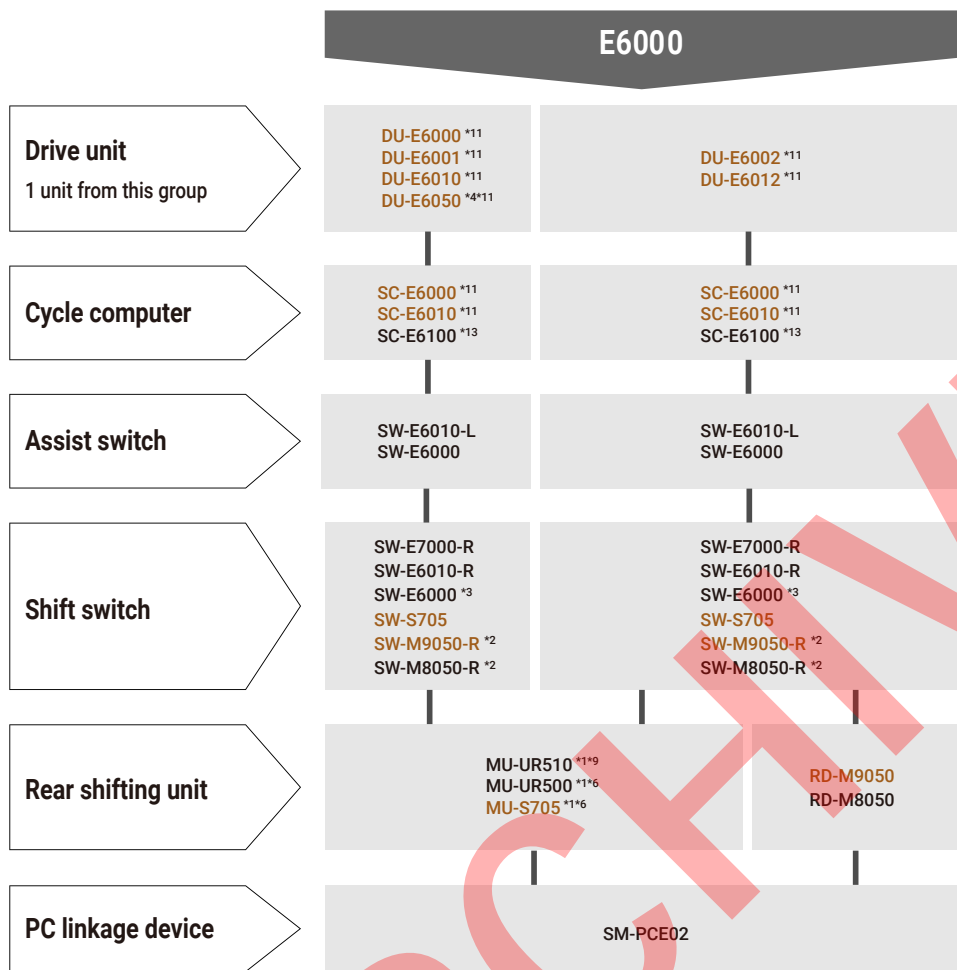 E6000
Drive unit
1 unit from this group
DU-E6000 *11
DU-E6001 *11
DU-E6010 *11
DU-E6050 *4*11
DU-E6002 *11
DU-E6012 *11
Cycle computer
SC-E6000 *11
SC-E6010 *11
SC-E6100 *13
SC-E6000 *11
SC-E6010 *11
SC-E6100 *13
Assist switch
SW-E6010-L
SW-E6000
SW-E6010-L
SW-E6000
Shift switch
SW-E7000-R
SW-E6010-R
SW-E6000 *3
SW-S705
SW-M9050-R *2
SW-M8050-R *2
SW-E7000-R
SW-E6010-R
SW-E6000 *3
SW-S705
SW-M9050-R *2
SW-M8050-R *2
Rear shifting unit
MU-UR510 *1*9
MU-UR500 *1*6
MU-S705 *1*6
RD-M9050
RD-M8050
PC linkage device
SM-PCE02